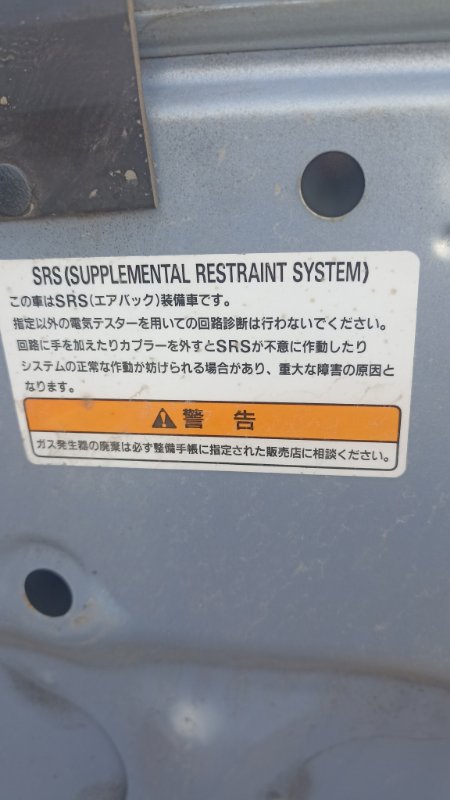 SRS(SUPPLEMENTAL RESTRAINT SYSTEM)
この車はSRS(エアバック)装備車です。
指定以外の電気テスターを用いての回路診断は行わないでください。
回路に手を加えたりカプラーを外すとSRSが不意に作動したり
システムの正常な作動が妨げられる場合があり、重大な障害の原因と
なります。
警 告
ガス発生器の廃棄は必ず整備手帳に指定された販売店に相談ください。